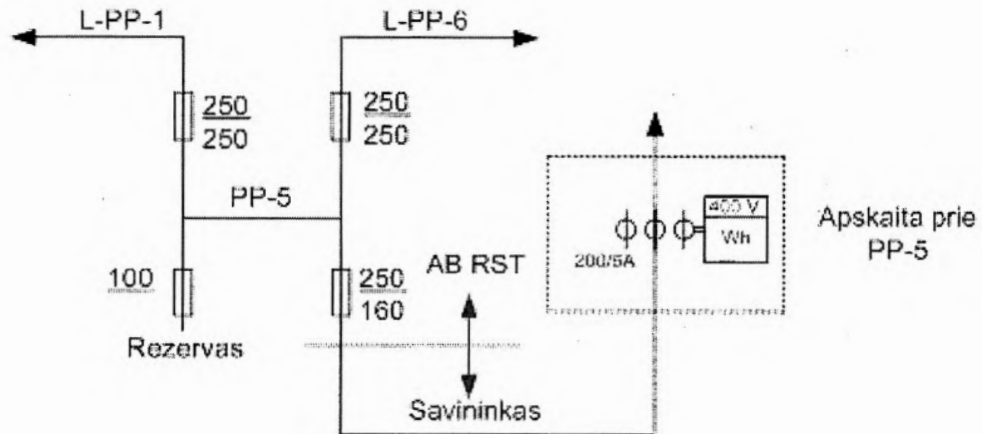 L-PP-1
L-PP-6
250
250
250
250
PP-5
400 V
Wh
200/5A
Apskaita prie
PP-5
100
250
160
AB RST
Rezervas
Savininkas